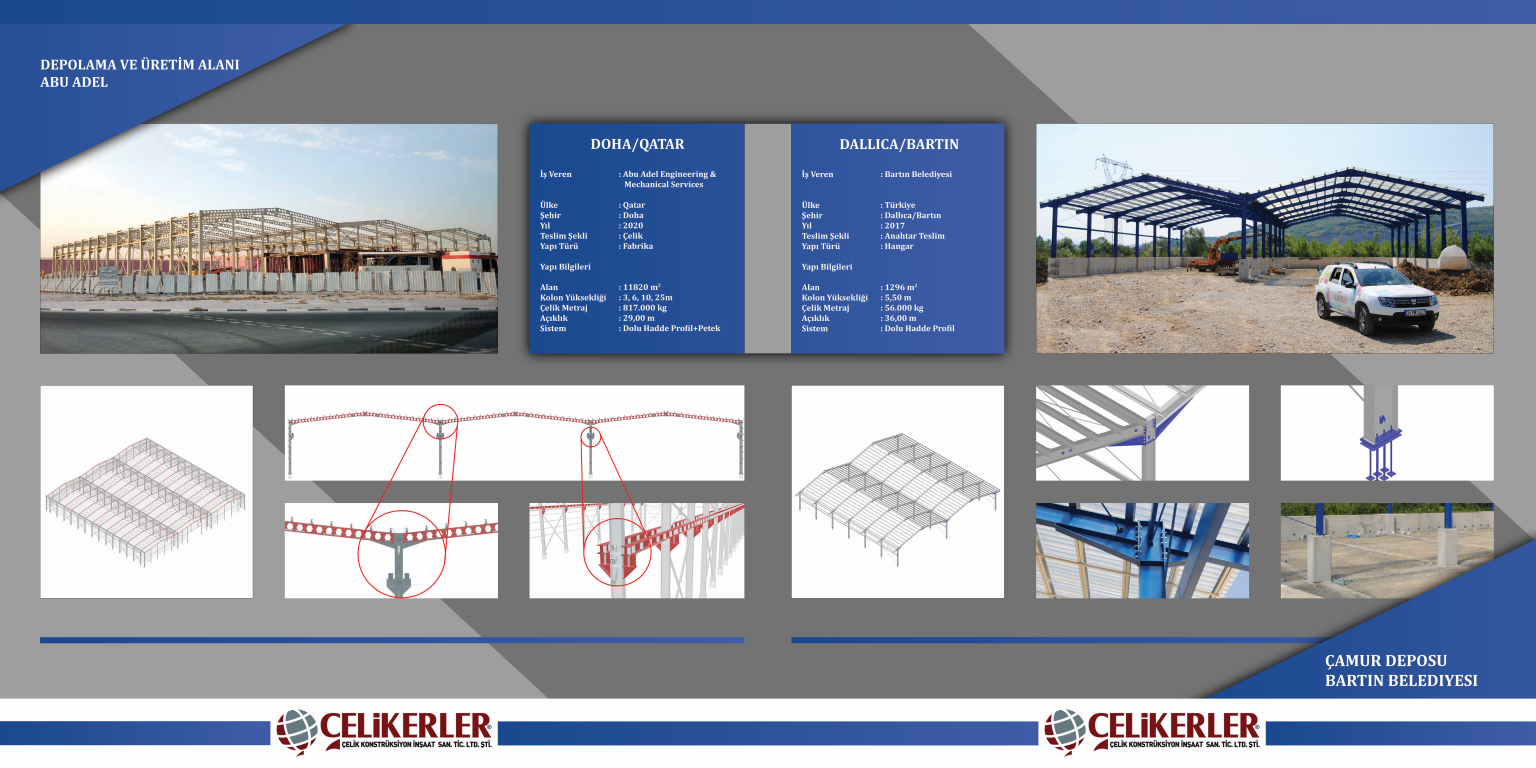 DEPOLAMA VE ÜRETİM ALANI
ABU ADEL
DOHA/QATAR
İş Veren : Abu Adel Engineering &
Mechanical Services
Ülke : Qatar
Şehir : Doha
Yıl : 2020
Teslim Şekli : Çelik
Yapı Türü : Fabrika
Yapı Bilgileri
Alan : 11820 m²
Kolon Yüksekliği : 3, 6, 10, 25m
Çelik Metraj : 817.000 kg
Açıklık : 29,00 m
Sistem : Dolu Hadde Profil+Petek
DALLICA/BARTIN
İş Veren : Bartın Belediyesi
Ülke : Türkiye
Şehir : Dallıca/Bartın
Yıl : 2017
Teslim Şekli : Anahtar Teslim
Yapı Türü : Hangar
Yapı Bilgileri
Alan : 1296 m²
Kolon Yüksekliği : 5,50 m
Çelik Metraj : 56.000 kg
Açıklık : 36,00 m
Sistem : Dolu Hadde Profil
ÇAMUR DEPOSU
BARTIN BELEDIYESI
ÇELİKERLER®
ÇELİK KONSTRÜKSİYON İNŞAAT SAN. TİC. LTD. ŞTİ.
ÇELİKERLER®
ÇELİK KONSTRÜKSİYON İNŞAAT SAN. TİC. LTD. ŞTİ.